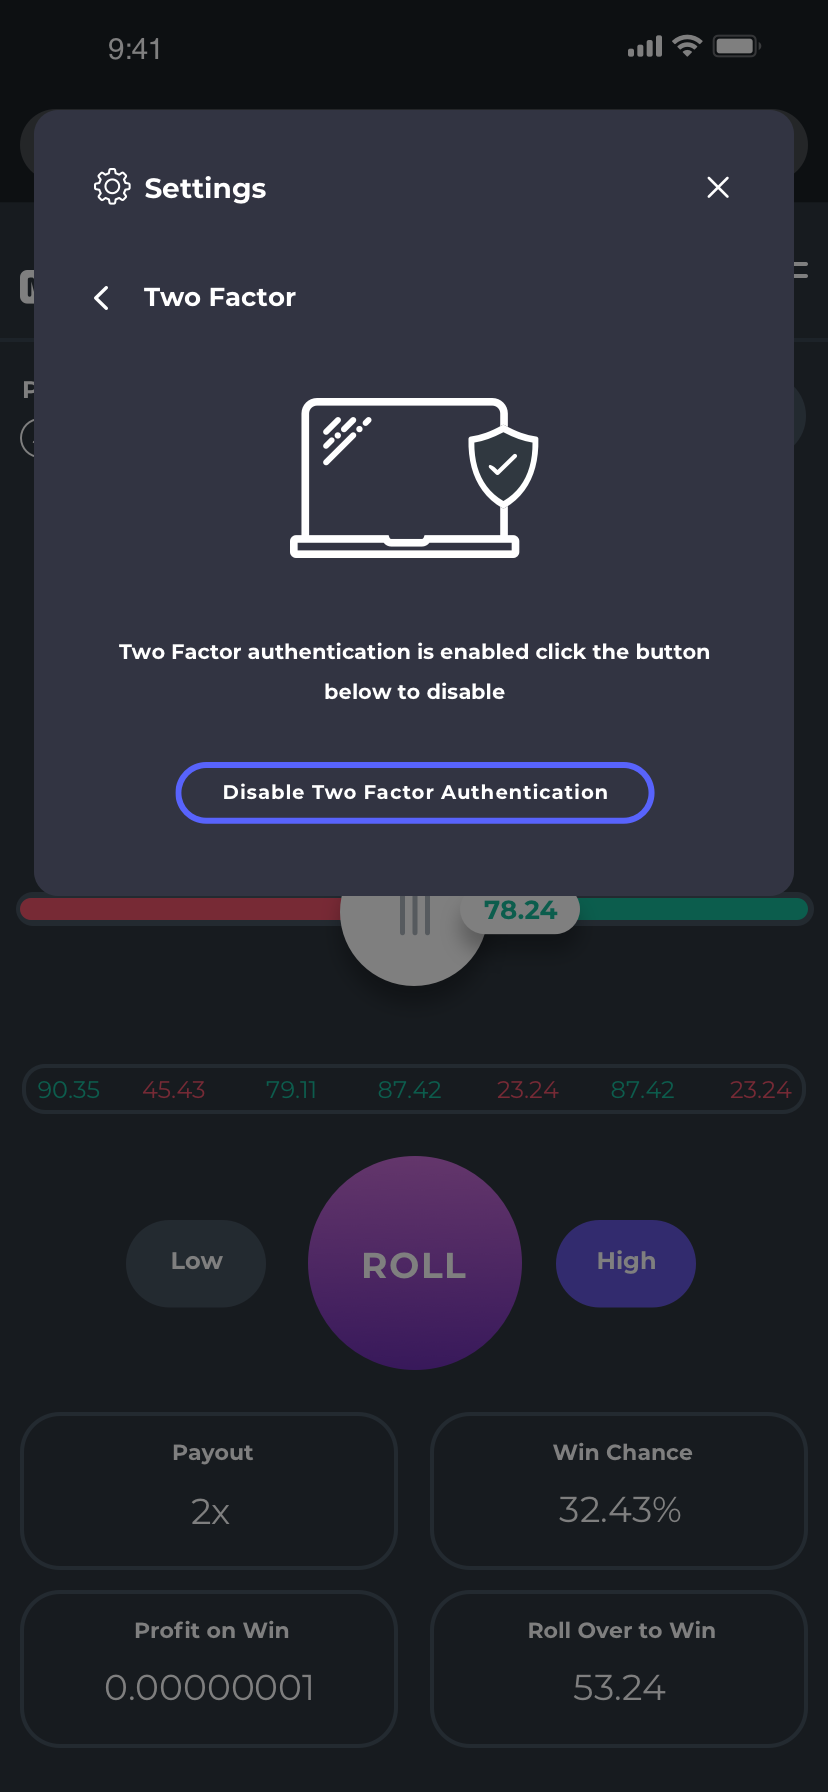 9:41
Settings
Two Factor
Two Factor authentication is enabled click the button
below to disable
Disable Two Factor Authentication
78.24
90.35 45.43 79.11 87.42 23.24 87.42 23.24
Low
ROLL
High
Payout
2x
Win Chance
32.43%
Profit on Win
0.00000001
Roll Over to Win
53.24